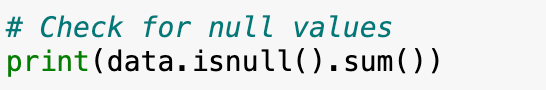 # Check for null values
print(data.isnull().sum())